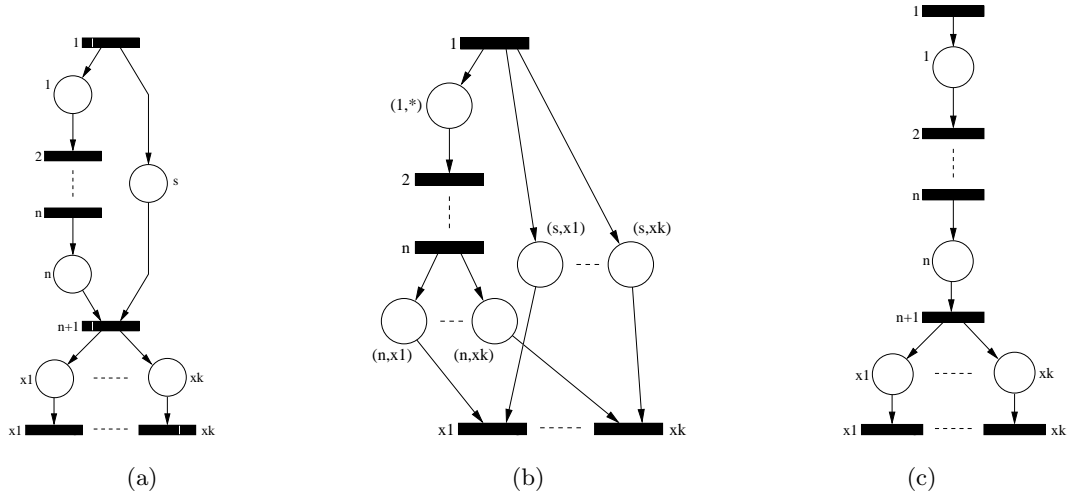 1
1
2
s
n
n
n+1
x1
xk
x1
xk
(a)
1
(1,*)
2
n
(s,x1)
(s,xk)
(n,x1)
(n,xk)
x1
xk
(b)
1
1
2
n
n
n+1
x1
xk
x1
xk
(c)